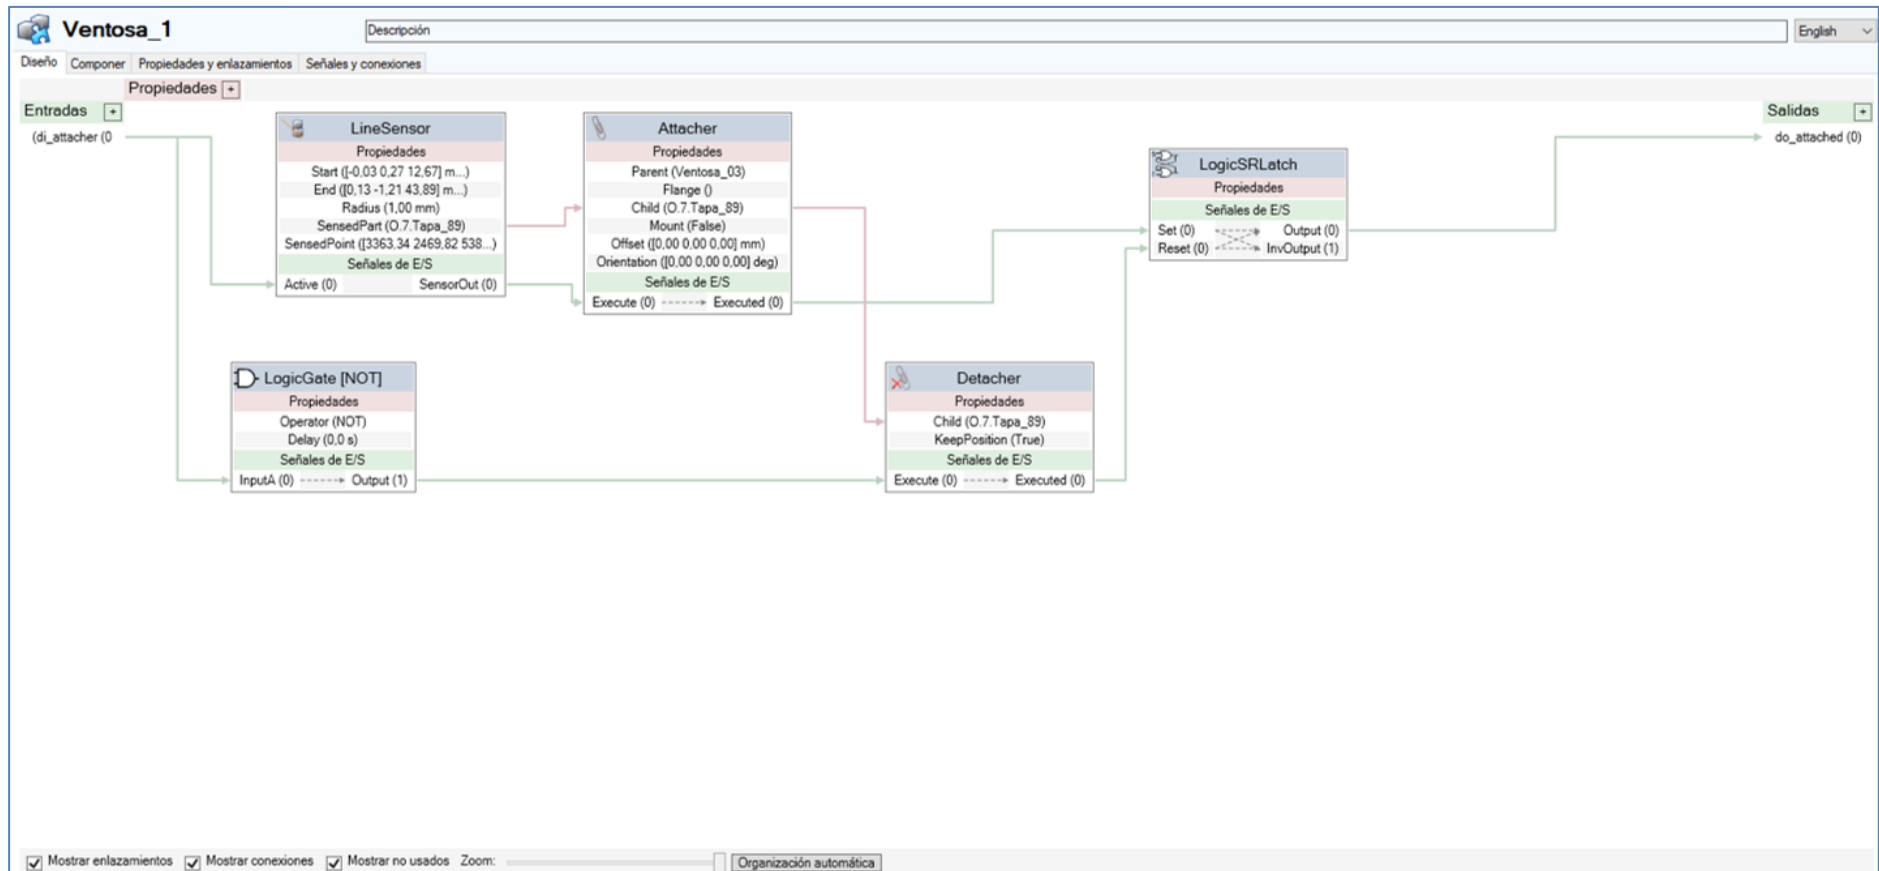 Ventosa_1
Descripción
English
Diseño Componer Propiedades y enlazamientos Señales y conexiones
Propiedades +
Entradas +
(di_attacher (0
Salidas +
do_attached (0)
LineSensor
Propiedades
Start ([-0,03 0,27 12,67] m...)
End ([0,13 -1,21 43,89] m...)
Radius (1,00 mm)
SensedPart (O.7.Tapa_89)
SensedPoint ([3363,34 2469,82 538...)
Señales de E/S
Active (0) SensorOut (0)
Attacher
Propiedades
Parent (Ventosa_03)
Flange ()
Child (O.7.Tapa_89)
Mount (False)
Offset ([0,00 0,00 0,00] mm)
Orientation ([0,00 0,00 0,00] deg)
Señales de E/S
Execute (0) Executed (0)
LogicSRLatch
Propiedades
Señales de E/S
Set (0) Output (0)
Reset (0) InvOutput (1)
LogicGate [NOT]
Propiedades
Operator (NOT)
Delay (0,0 s)
Señales de E/S
InputA (0) Output (1)
Detacher
Propiedades
Child (O.7.Tapa_89)
KeepPosition (True)
Señales de E/S
Execute (0) Executed (0)
Mostrar enlazamientos Mostrar conexiones Mostrar no usados Zoom: Organización automática